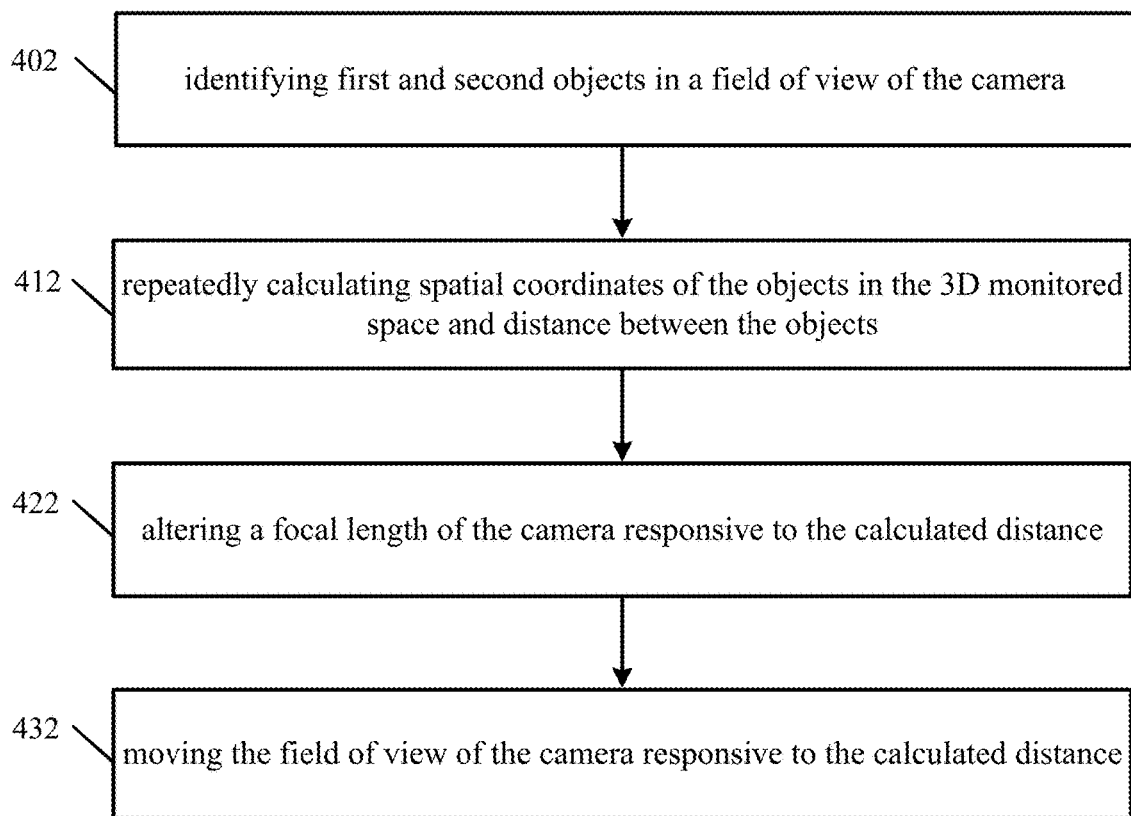 402
identifying first and second objects in a field of view of the camera
412
repeatedly calculating spatial coordinates of the objects in the 3D monitored
space and distance between the objects
422
altering a focal length of the camera responsive to the calculated distance
432
moving the field of view of the camera responsive to the calculated distance